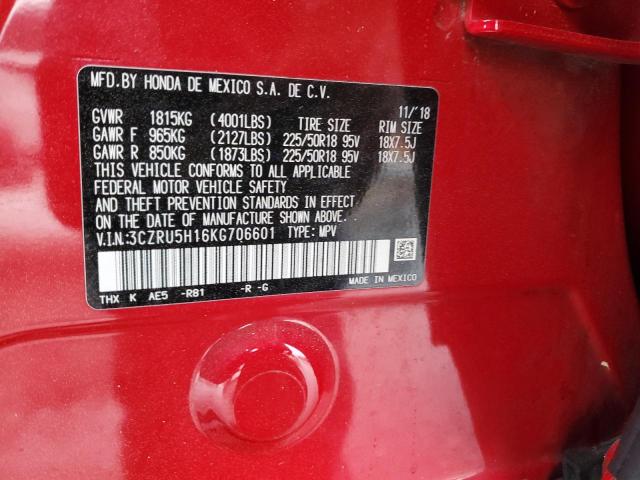 MFD.BY HONDA DE MEXICO S.A. DE C.V.
11/'18
GVWR 1815KG (4001LBS) TIRE SIZE RIM SIZE
GAWR F 965KG (2127LBS) 225/50R18 95V 18X7.5J
GAWR R 850KG (1873LBS) 225/50R18 95V 18X7.5J
THIS VEHICLE CONFORMS TO ALL APPLICABLE
FEDERAL MOTOR VEHICLE SAFETY
AND THEFT PREVENTION STANDARDS IN EFFECT
ON THE DATE OF MANUFACTURE SHOWN ABOVE.
V.I.N:3CZRU5H16KG706601 TYPE: MPV
THX K AE5 -R81 -R -G
MADE IN MEXICO